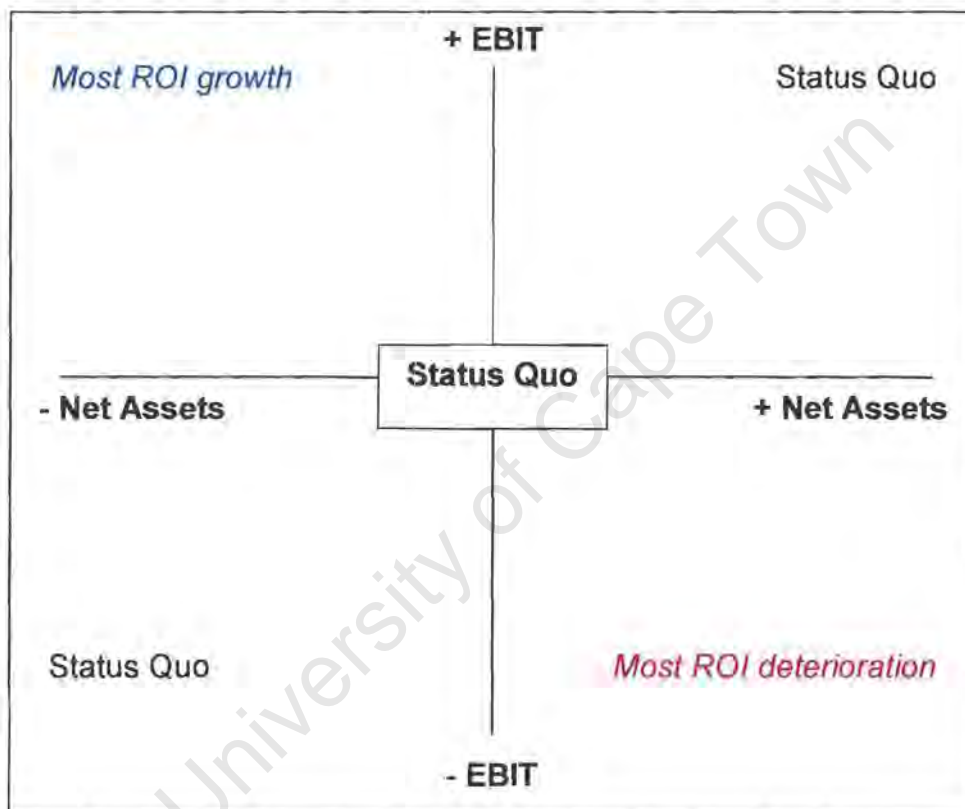 + EBIT
Most ROI growth
Status Quo
Status Quo
- Net Assets
+ Net Assets
Status Quo
Most ROI deterioration
- EBIT
University of Cape Town